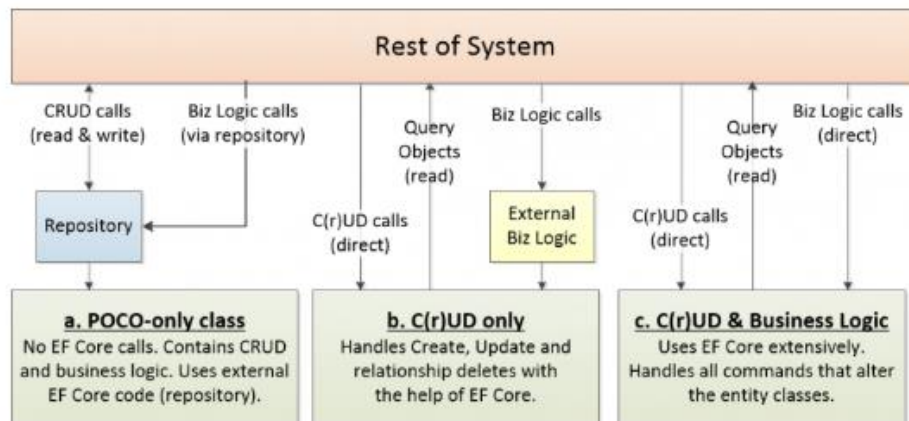 Rest of System
CRUD calls
(read & write)
Biz Logic calls
(via repository)
Repository
C(r)UD calls
(direct)
Query
Objects
(read)
Biz Logic calls
External
Biz Logic
C(r)UD calls
(direct)
Query
Objects
(read)
Biz Logic calls
(direct)
a. POCO-only class
No EF Core calls. Contains CRUD
and business logic. Uses external
EF Core code (repository).
b. C(r)UD only
Handles Create, Update and
relationship deletes with
the help of EF Core.
c. C(r)UD & Business Logic
Uses EF Core extensively.
Handles all commands that alter
the entity classes.